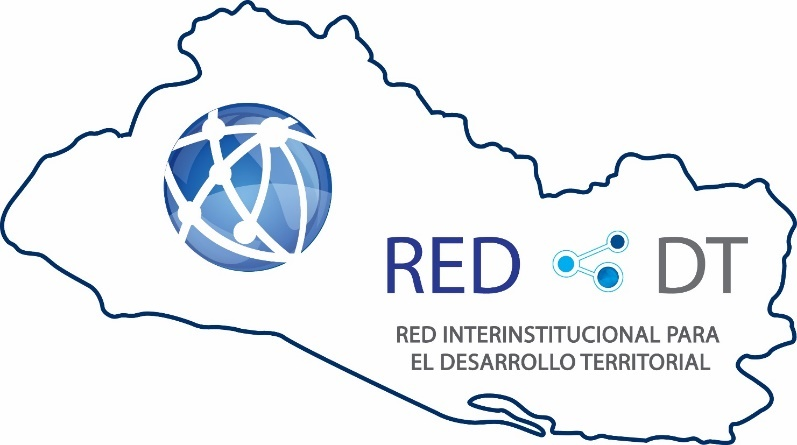 RED DT
RED INTERINSTITUCIONAL PARA
EL DESARROLLO TERRITORIAL